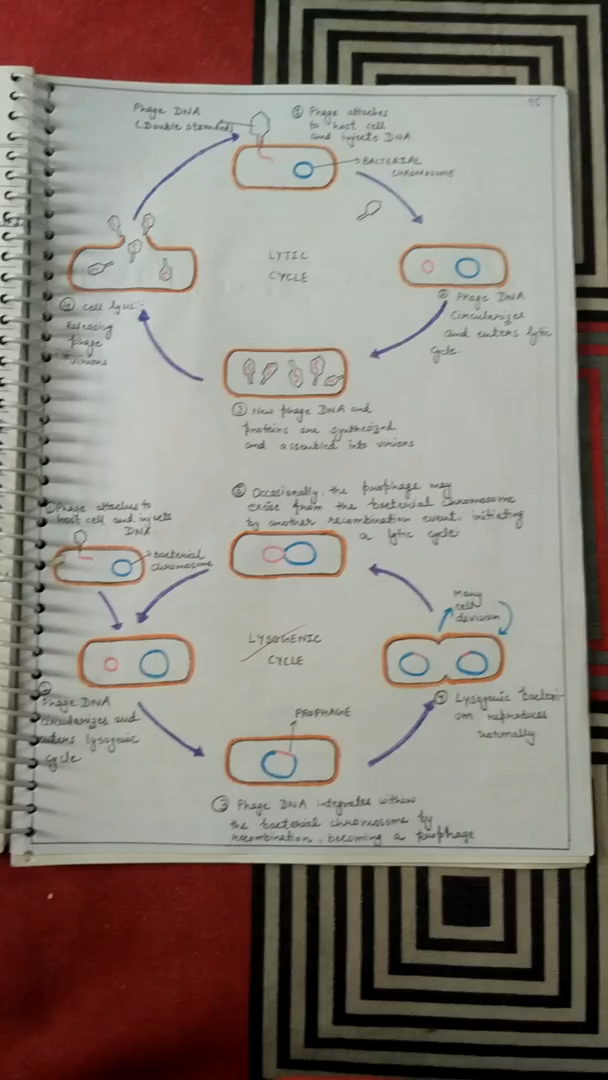 95
Phage DNA
(Double stranded)
① Phage attaches
to host cell
and injects DNA
BACTERIAL
CHROMOSOME
LYTIC
CYCLE
② Phage DNA
Circularizes
and enters lytic
cycle.
③ New phage DNA and
proteins are synthesized
and assembled into virions
④ Cell lysis:
Releasing
phage
virions
⑤ Occasionally, the prophage may
excise from the bacterial chromosome
by another recombination event, initiating
a lytic cycle
① Phage attaches to
host cell and injects
DNA.
Bacterial
chromosome
LYSOGENIC
CYCLE
Many
cell
division
② Phage DNA
circularizes and
enters lysogenic
cycle
PROPHAGE
④ Lysogenic bacteri-
um reproduces
normally
③ Phage DNA integrates within
the bacterial chromosome by
recombination, becoming a prophage